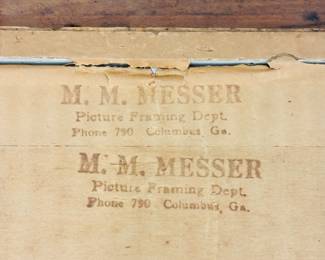 M. M. MESSER
Picture Framing Dept.
Phone 790 Columbus, Ga.
M. M. MESSER
Picture Framing Dept.
Phone 790 Columbus, Ga.